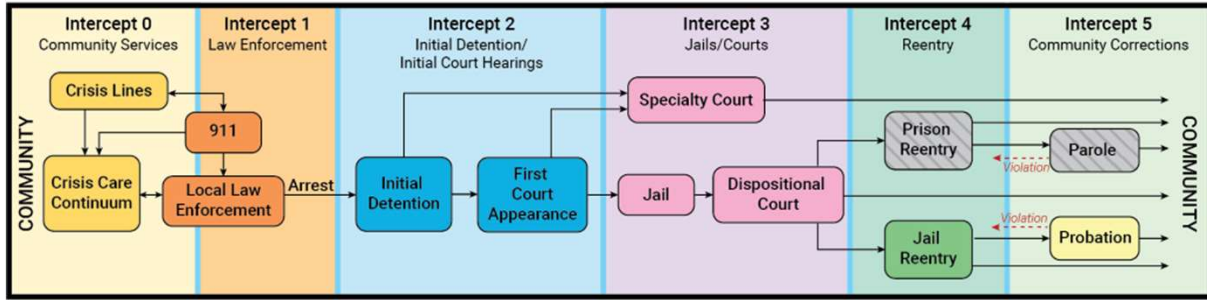 Intercept 0
Community Services
Intercept 1
Law Enforcement
Intercept 2
Initial Detention/
Initial Court Hearings
Intercept 3
Jails/Courts
Intercept 4
Reentry
Intercept 5
Community Corrections
COMMUNITY
Crisis Lines
911
Crisis Care
Continuum
Local Law
Enforcement
Arrest
Initial
Detention
First
Court
Appearance
Specialty Court
Jail
Dispositional
Court
Prison
Reentry
Parole
Violation
Jail
Reentry
Violation
Probation
COMMUNITY